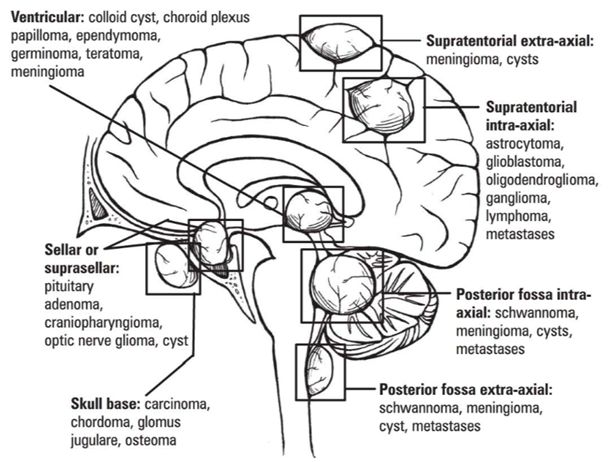 Ventricular: colloid cyst, choroid plexus
papilloma, ependymoma,
germinoma, teratoma,
meningioma
Supratentorial extra-axial:
meningioma, cysts
Supratentorial
intra-axial:
astrocytoma,
glioblastoma,
oligodendroglioma,
ganglioma,
lymphoma,
metastases
Sellar or
suprasellar:
pituitary
adenoma,
craniopharyngioma,
optic nerve glioma, cyst
Posterior fossa intra-
axial: schwannoma,
meningioma, cysts,
metastases
Skull base: carcinoma,
chordoma, glomus
jugulare, osteoma
Posterior fossa extra-axial:
schwannoma, meningioma,
cyst, metastases